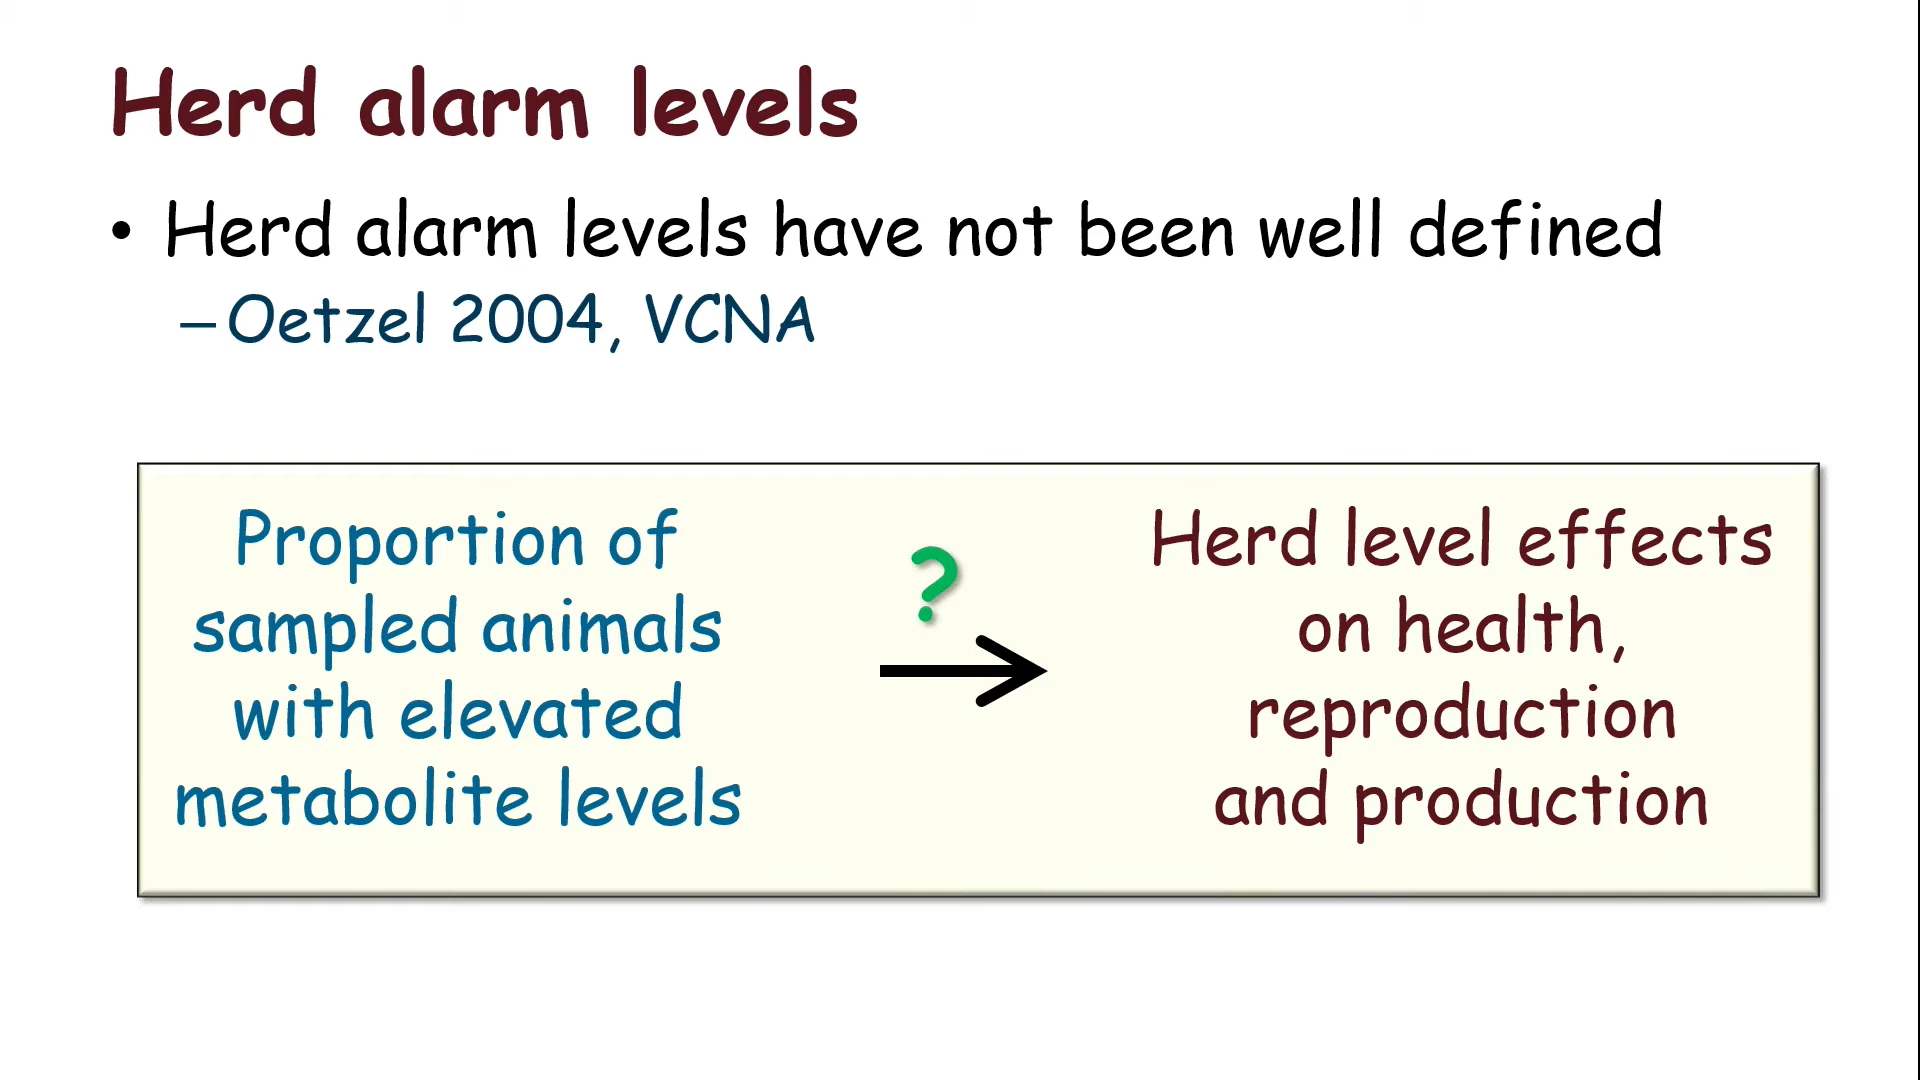 Herd alarm levels
• Herd alarm levels have not been well defined
–Oetzel 2004, VCNA
Proportion of
sampled animals
with elevated
metabolite levels
?
Herd level effects
on health,
reproduction
and production